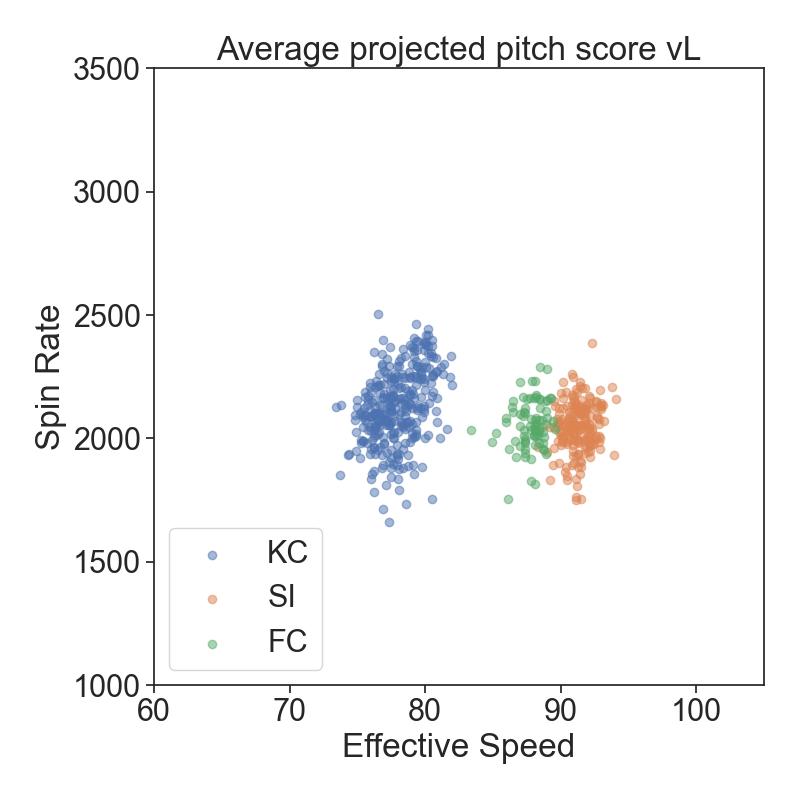 Average projected pitch score vL
3500
3000
2500
2000
1500
1000
Spin Rate
KC
SI
FC
60 70 80 90 100
Effective Speed